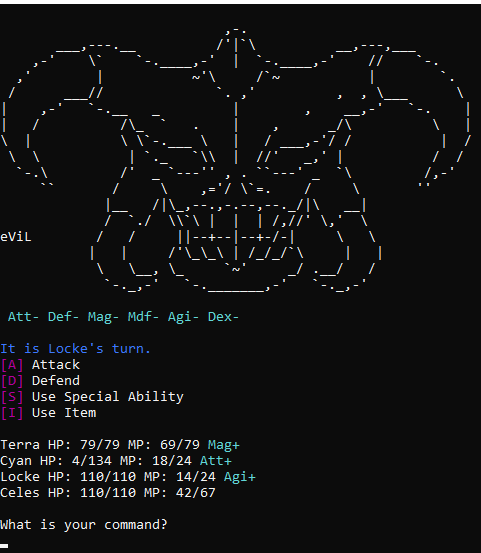 eViL
Att- Def- Mag- Mdf- Agi- Dex-
It is Locke's turn.
[A] Attack
[D] Defend
[S] Use Special Ability
[I] Use Item
Terra HP: 79/79 MP: 69/79 Mag+
Cyan HP: 4/134 MP: 18/24 Att+
Locke HP: 110/110 MP: 14/24 Agi+
Celes HP: 110/110 MP: 42/67
What is your command?